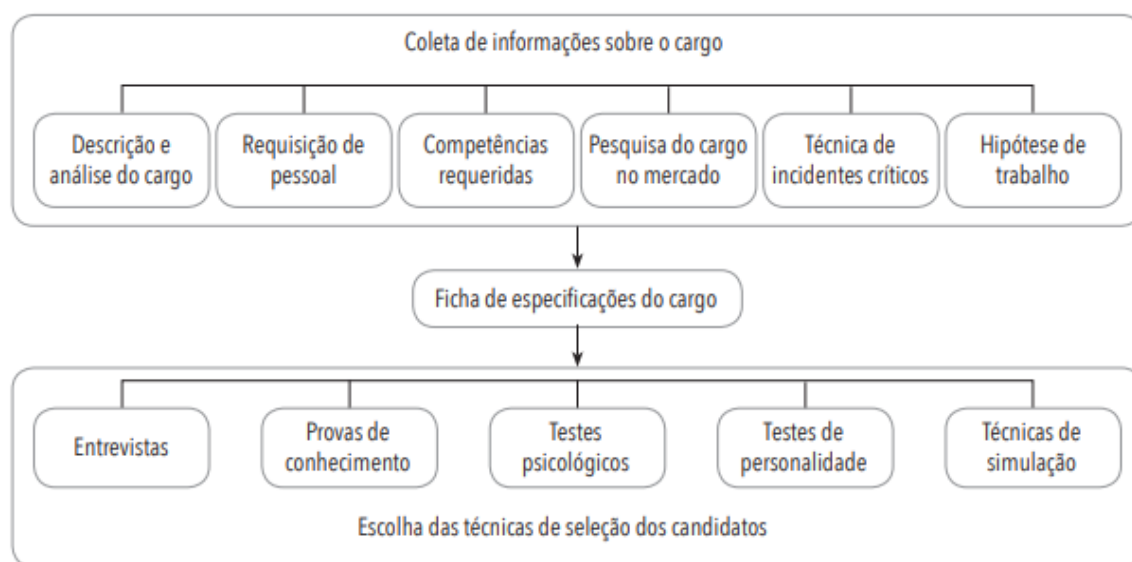 Coleta de informações sobre o cargo
Descrição e
análise do cargo
Requisição de
pessoal
Competências
requeridas
Pesquisa do cargo
no mercado
Técnica de
incidentes críticos
Hipótese de
trabalho
Ficha de especificações do cargo
Entrevistas
Provas de
conhecimento
Testes
psicológicos
Testes de
personalidade
Técnicas de
simulação
Escolha das técnicas de seleção dos candidatos